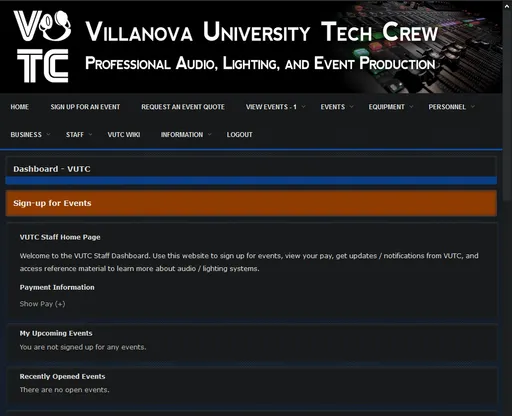 VUTC
VILLANOVA UNIVERSITY TECH CREW
PROFESSIONAL AUDIO, LIGHTING, AND EVENT PRODUCTION
HOME SIGN UP FOR AN EVENT REQUEST AN EVENT QUOTE VIEW EVENTS - 1 EVENTS EQUIPMENT PERSONNEL
BUSINESS STAFF VUTC WIKI INFORMATION LOGOUT
Dashboard - VUTC
Sign-up for Events
VUTC Staff Home Page
Welcome to the VUTC Staff Dashboard. Use this website to sign up for events, view your pay, get updates / notifications from VUTC, and
access reference material to learn more about audio / lighting systems.
Payment Information
Show Pay (+)
My Upcoming Events
You are not signed up for any events.
Recently Opened Events
There are no open events.